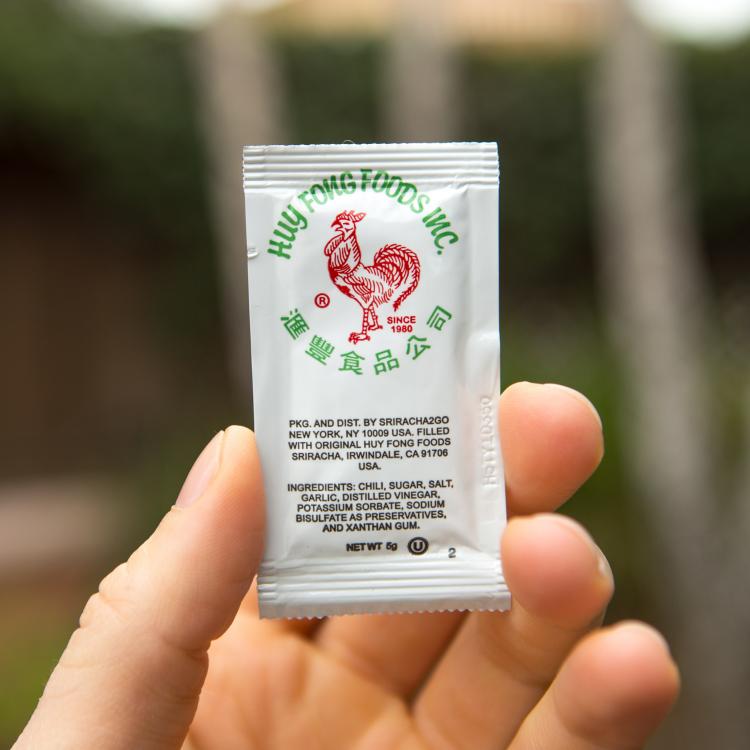 HUY FONG FOODS INC.
®
SINCE
1980
滙豐食品公司
PKG. AND DIST. BY SRIRACHA2GO
NEW YORK, NY 10009 USA. FILLED
WITH ORIGINAL HUY FONG FOODS
SRIRACHA, IRWINDALE, CA 91706
USA.
INGREDIENTS: CHILI, SUGAR, SALT,
GARLIC, DISTILLED VINEGAR,
POTASSIUM SORBATE, SODIUM
BISULFATE AS PRESERVATIVES,
AND XANTHAN GUM.
NET WT 5g U 2